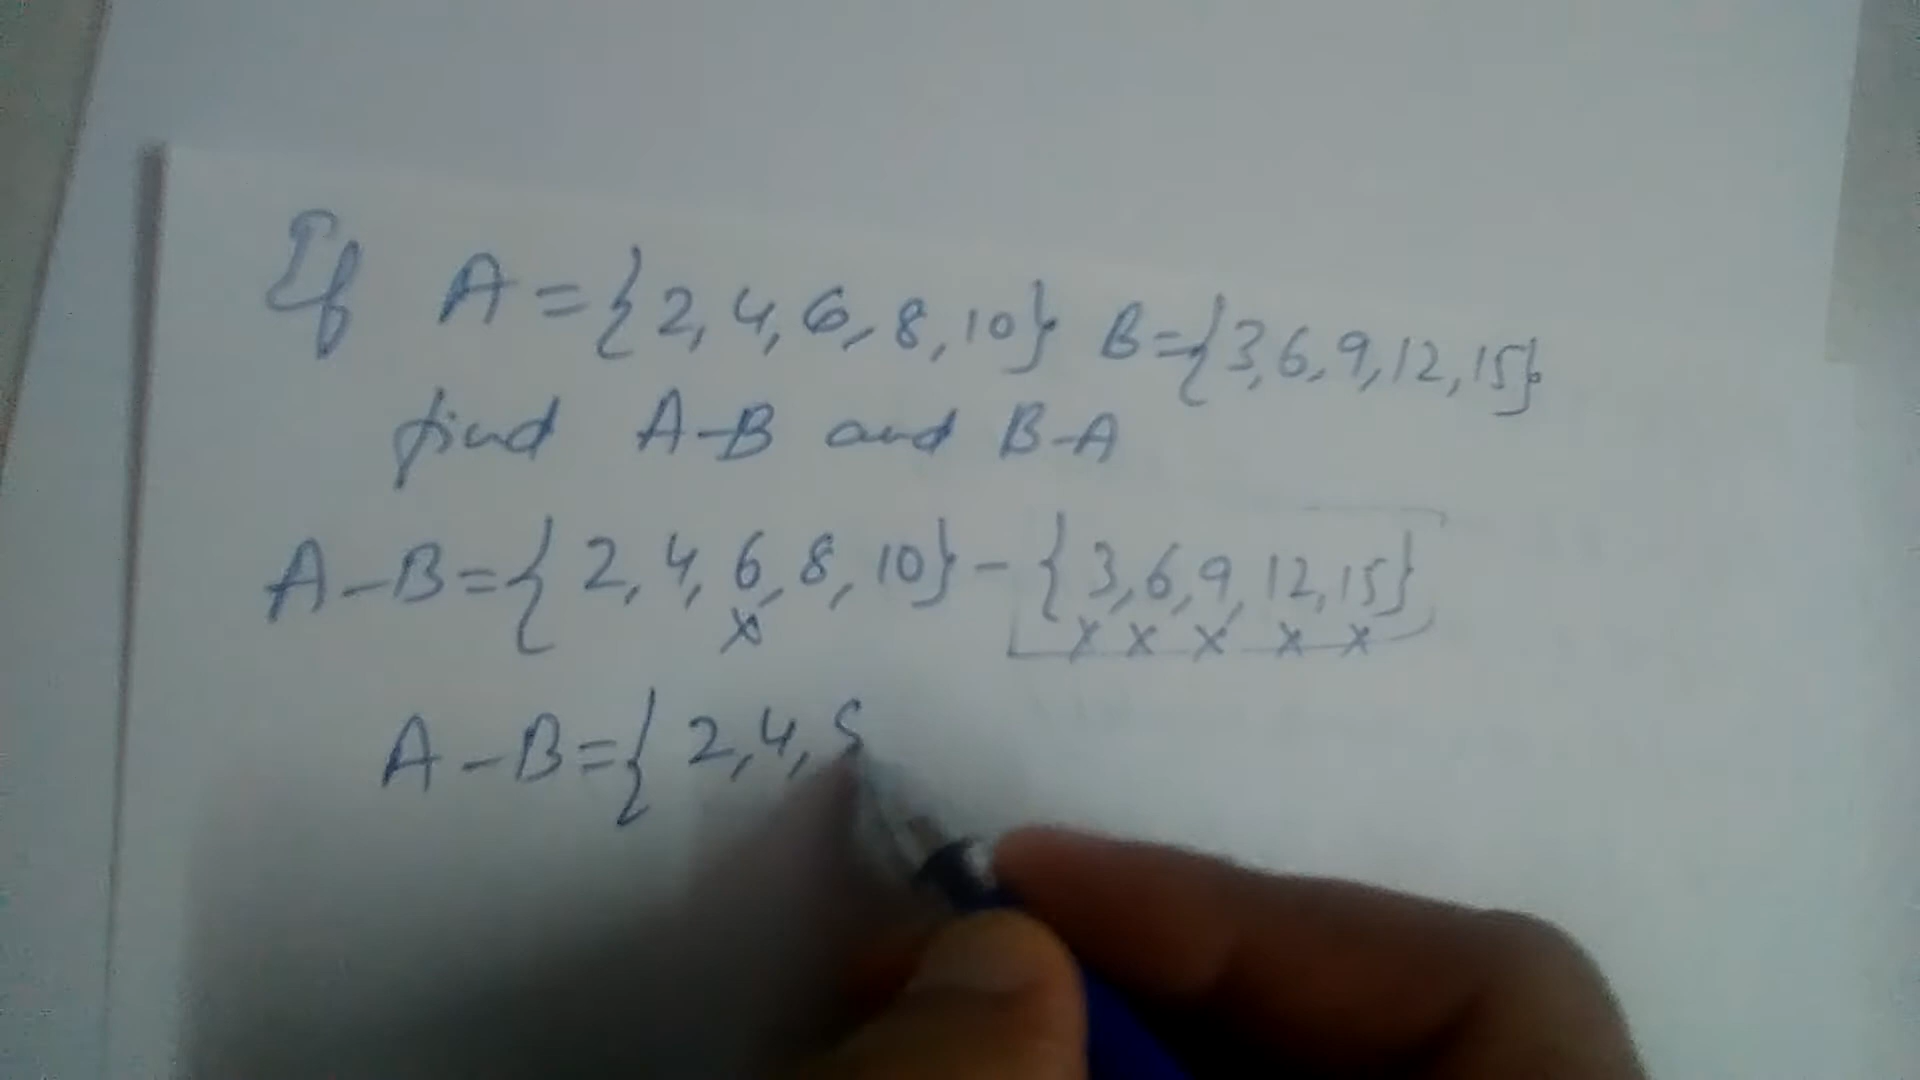 If A={2,4,6,8,10} B={3,6,9,12,15}.
find A-B and B-A
A-B={2,4,6,8,10}-{3,6,9,12,15}
x x x x x x
A-B={2,4,